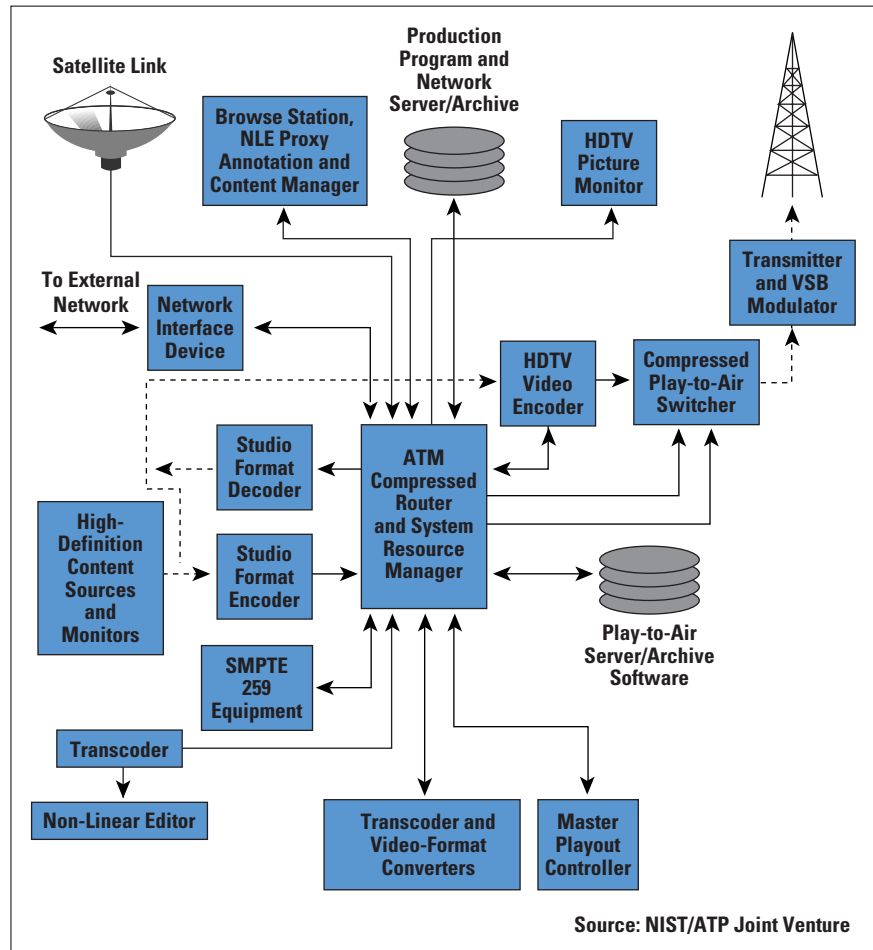 Satellite Link
Production
Program and
Network
Server/Archive
Browse Station,
NLE Proxy
Annotation and
Content Manager
HDTV
Picture
Monitor
Transmitter
and VSB
Modulator
To External
Network
Network
Interface
Device
HDTV
Video
Encoder
Compressed
Play-to-Air
Switcher
Studio
Format
Decoder
ATM
Compressed
Router
and System
Resource
Manager
High-
Definition
Content
Sources
and
Monitors
Studio
Format
Encoder
Play-to-Air
Server/Archive
Software
SMPTE
259
Equipment
Transcoder
Non-Linear Editor
Transcoder and
Video-Format
Converters
Master
Playout
Controller
Source: NIST/ATP Joint Venture